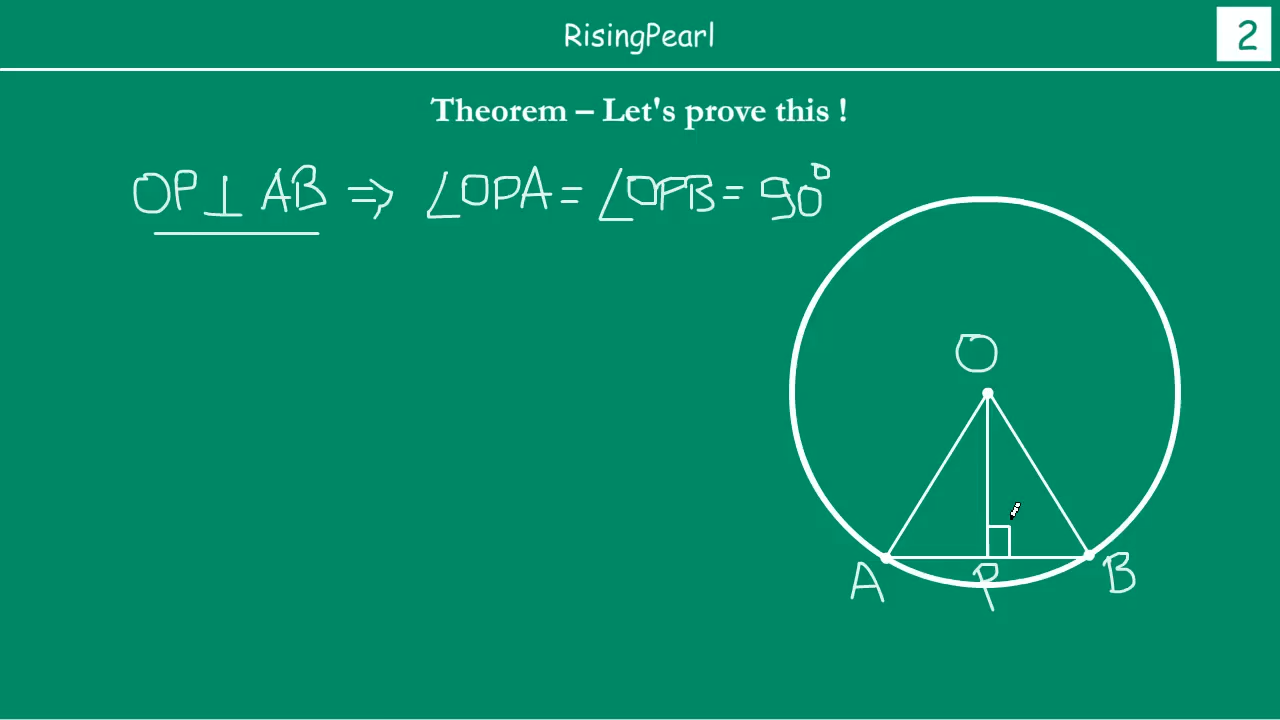 RisingPearl
2
Theorem – Let's prove this !
OP⊥ AB ⇒ ∠OPA = ∠OPB = 90°
O
A
P
B